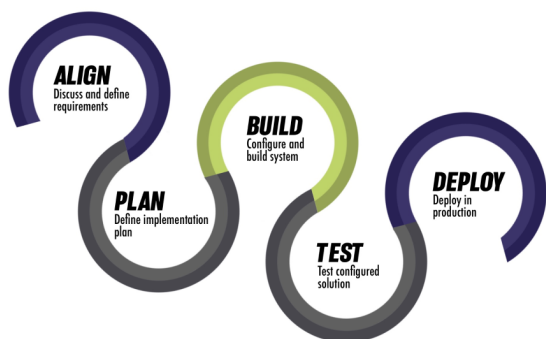 ALIGN
Discuss and define
requirements
PLAN
Define implementation
plan
BUILD
Configure and
build system
TEST
Test configured
solution
DEPLOY
Deploy in
production